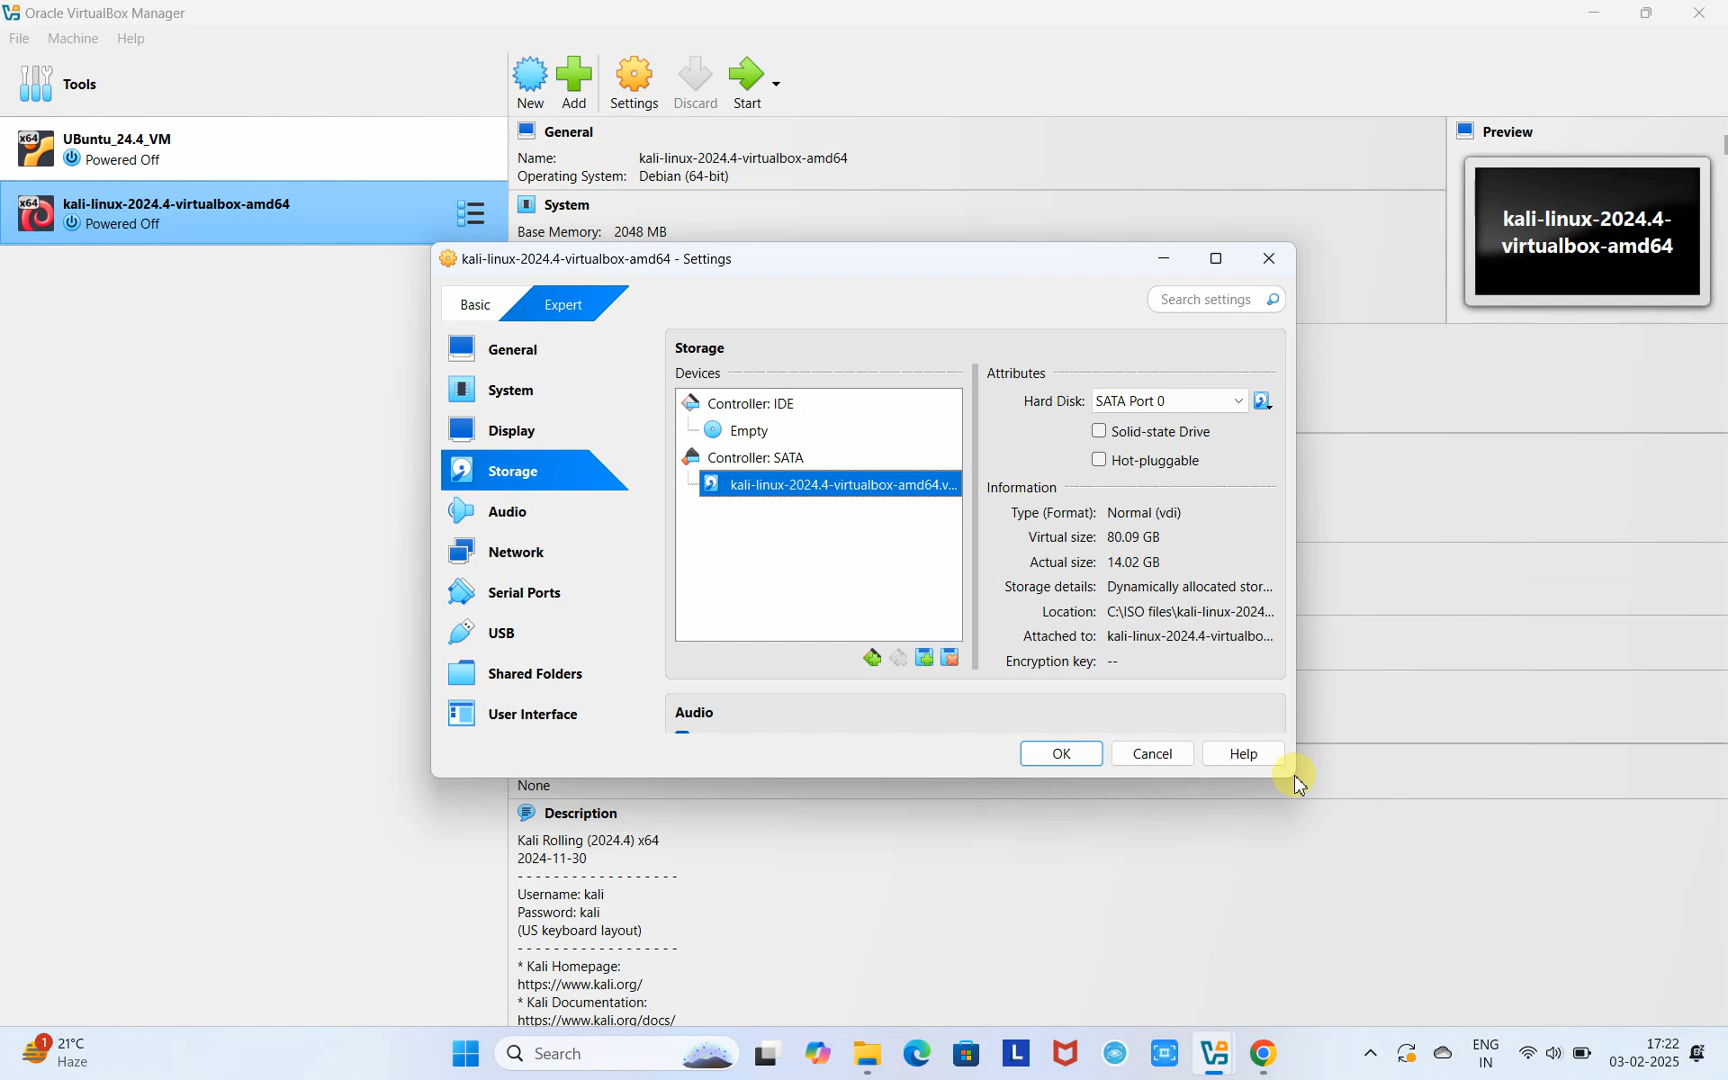 Oracle VirtualBox Manager
File Machine Help
Tools
New Add Settings Discard Start
x64 UBuntu_24.4_VM
Powered Off
x64 kali-linux-2024.4-virtualbox-amd64
Powered Off
General
Name: kali-linux-2024.4-virtualbox-amd64
Operating System: Debian (64-bit)
System
Base Memory: 2048 MB
Preview
kali-linux-2024.4-
virtualbox-amd64
kali-linux-2024.4-virtualbox-amd64 - Settings
Basic Expert
Search settings
General
System
Display
Storage
Audio
Network
Serial Ports
USB
Shared Folders
User Interface
Storage
Devices
Controller: IDE
Empty
Controller: SATA
kali-linux-2024.4-virtualbox-amd64.v...
Attributes
Hard Disk: SATA Port 0
Solid-state Drive
Hot-pluggable
Information
Type (Format): Normal (vdi)
Virtual size: 80.09 GB
Actual size: 14.02 GB
Storage details: Dynamically allocated stor...
Location: C:\ISO files\kali-linux-2024...
Attached to: kali-linux-2024.4-virtualbo...
Encryption key: --
Audio
OK Cancel Help
None
Description
Kali Rolling (2024.4) x64
2024-11-30
- - - - - - - - - - - - - - - - - -
Username: kali
Password: kali
(US keyboard layout)
- - - - - - - - - - - - - - - - - -
* Kali Homepage:
https://www.kali.org/
* Kali Documentation:
https://www.kali.org/docs/
1 21°C
Haze
Search
L
ENG
IN
17:22
03-02-2025